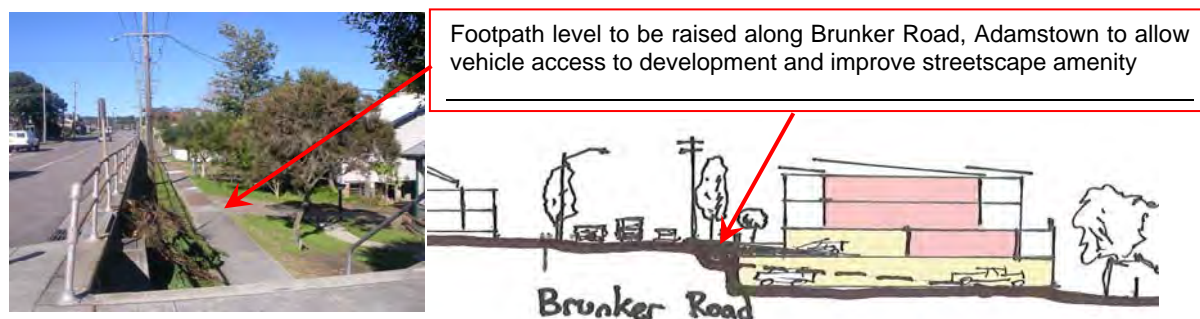 Footpath level to be raised along Brunker Road, Adamstown to allow
vehicle access to development and improve streetscape amenity
Brunker Road